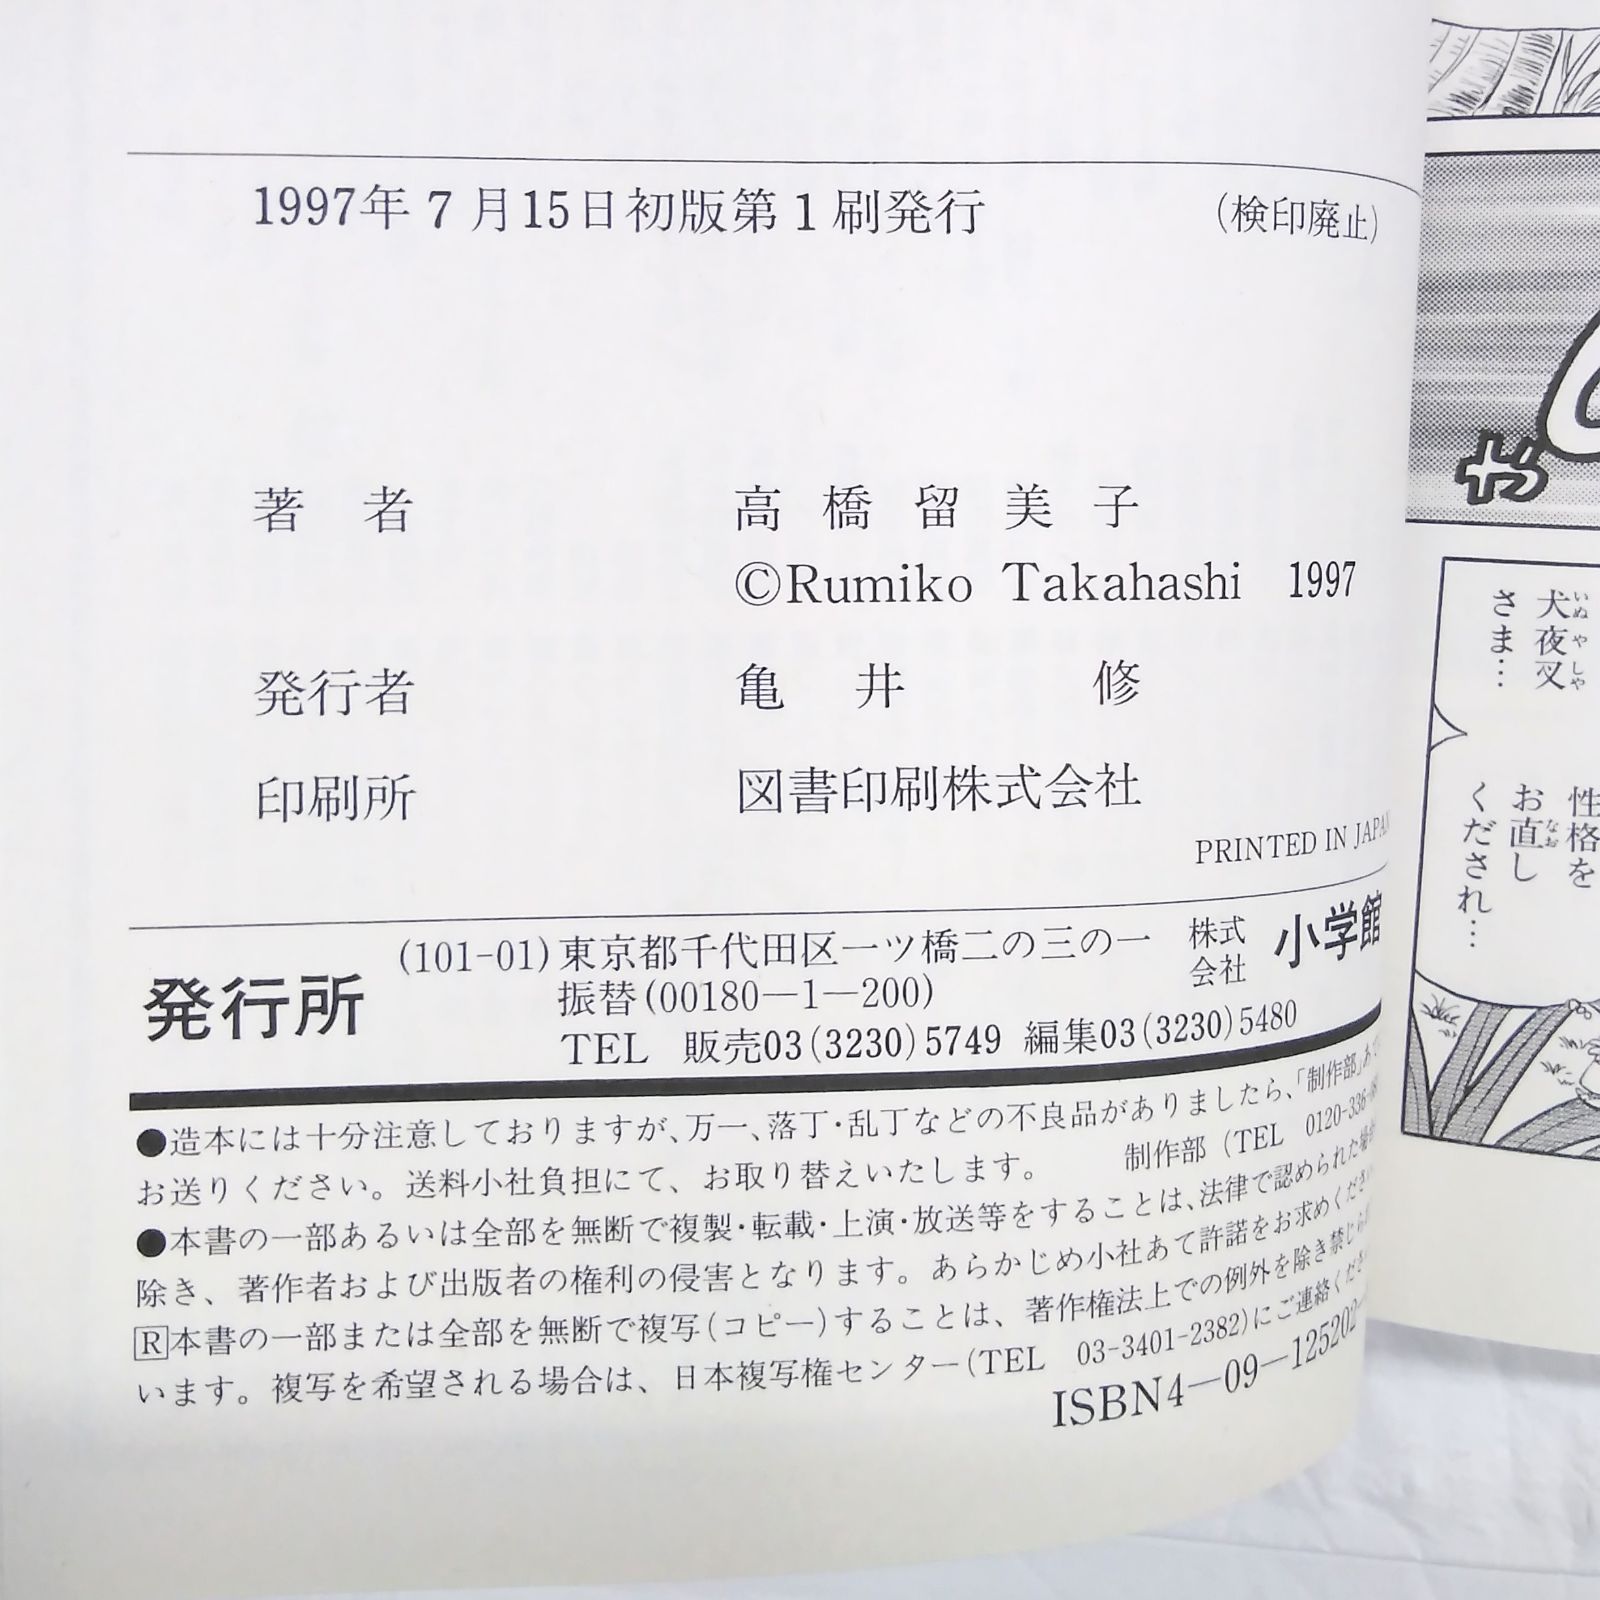 1997年7月15日初版第1刷発行 (検印廃止)
著者 高橋留美子
©Rumiko Takahashi 1997
発行者 亀井修
印刷所 図書印刷株式会社
PRINTED IN JAPAN
発行所
(101-01)東京都千代田区一ツ橋二の三の一
株式会社 小学館
振替(00180—1—200)
TEL 販売03(3230)5749 編集03(3230)5480
●造本には十分注意しておりますが、万一、落丁・乱丁などの不良品がありましたら、「制作部」あ
お送りください。送料小社負担にて、お取り替えいたします。 制作部(TEL 0120-336-
●本書の一部あるいは全部を無断で複製・転載・上演・放送等をすることは、法律で認められた場合
除き、著作者および出版者の権利の侵害となります。あらかじめ小社あて許諾をお求めください
R本書の一部または全部を無断で複写(コピー)することは、著作権法上での例外を除き禁じら
います。複写を希望される場合は、日本複写権センター(TEL 03-3401-2382)にご連絡くださ
ISBN4—09—125202—
や
犬夜叉
いぬやしゃ
さま…
性格を
お直し
なお
くだされ…